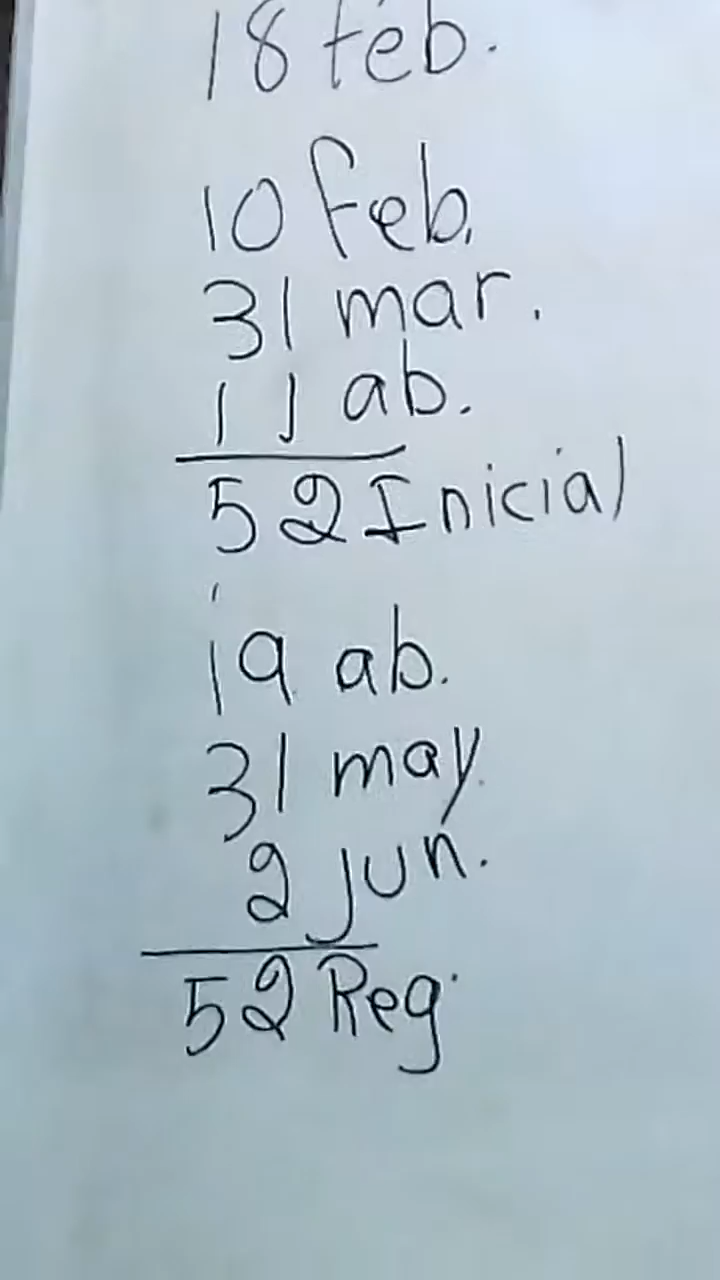 18 feb.
10 feb.
31 mar.
11 ab.
52 Inicial
19 ab.
31 may.
2 jun.
52 Reg.